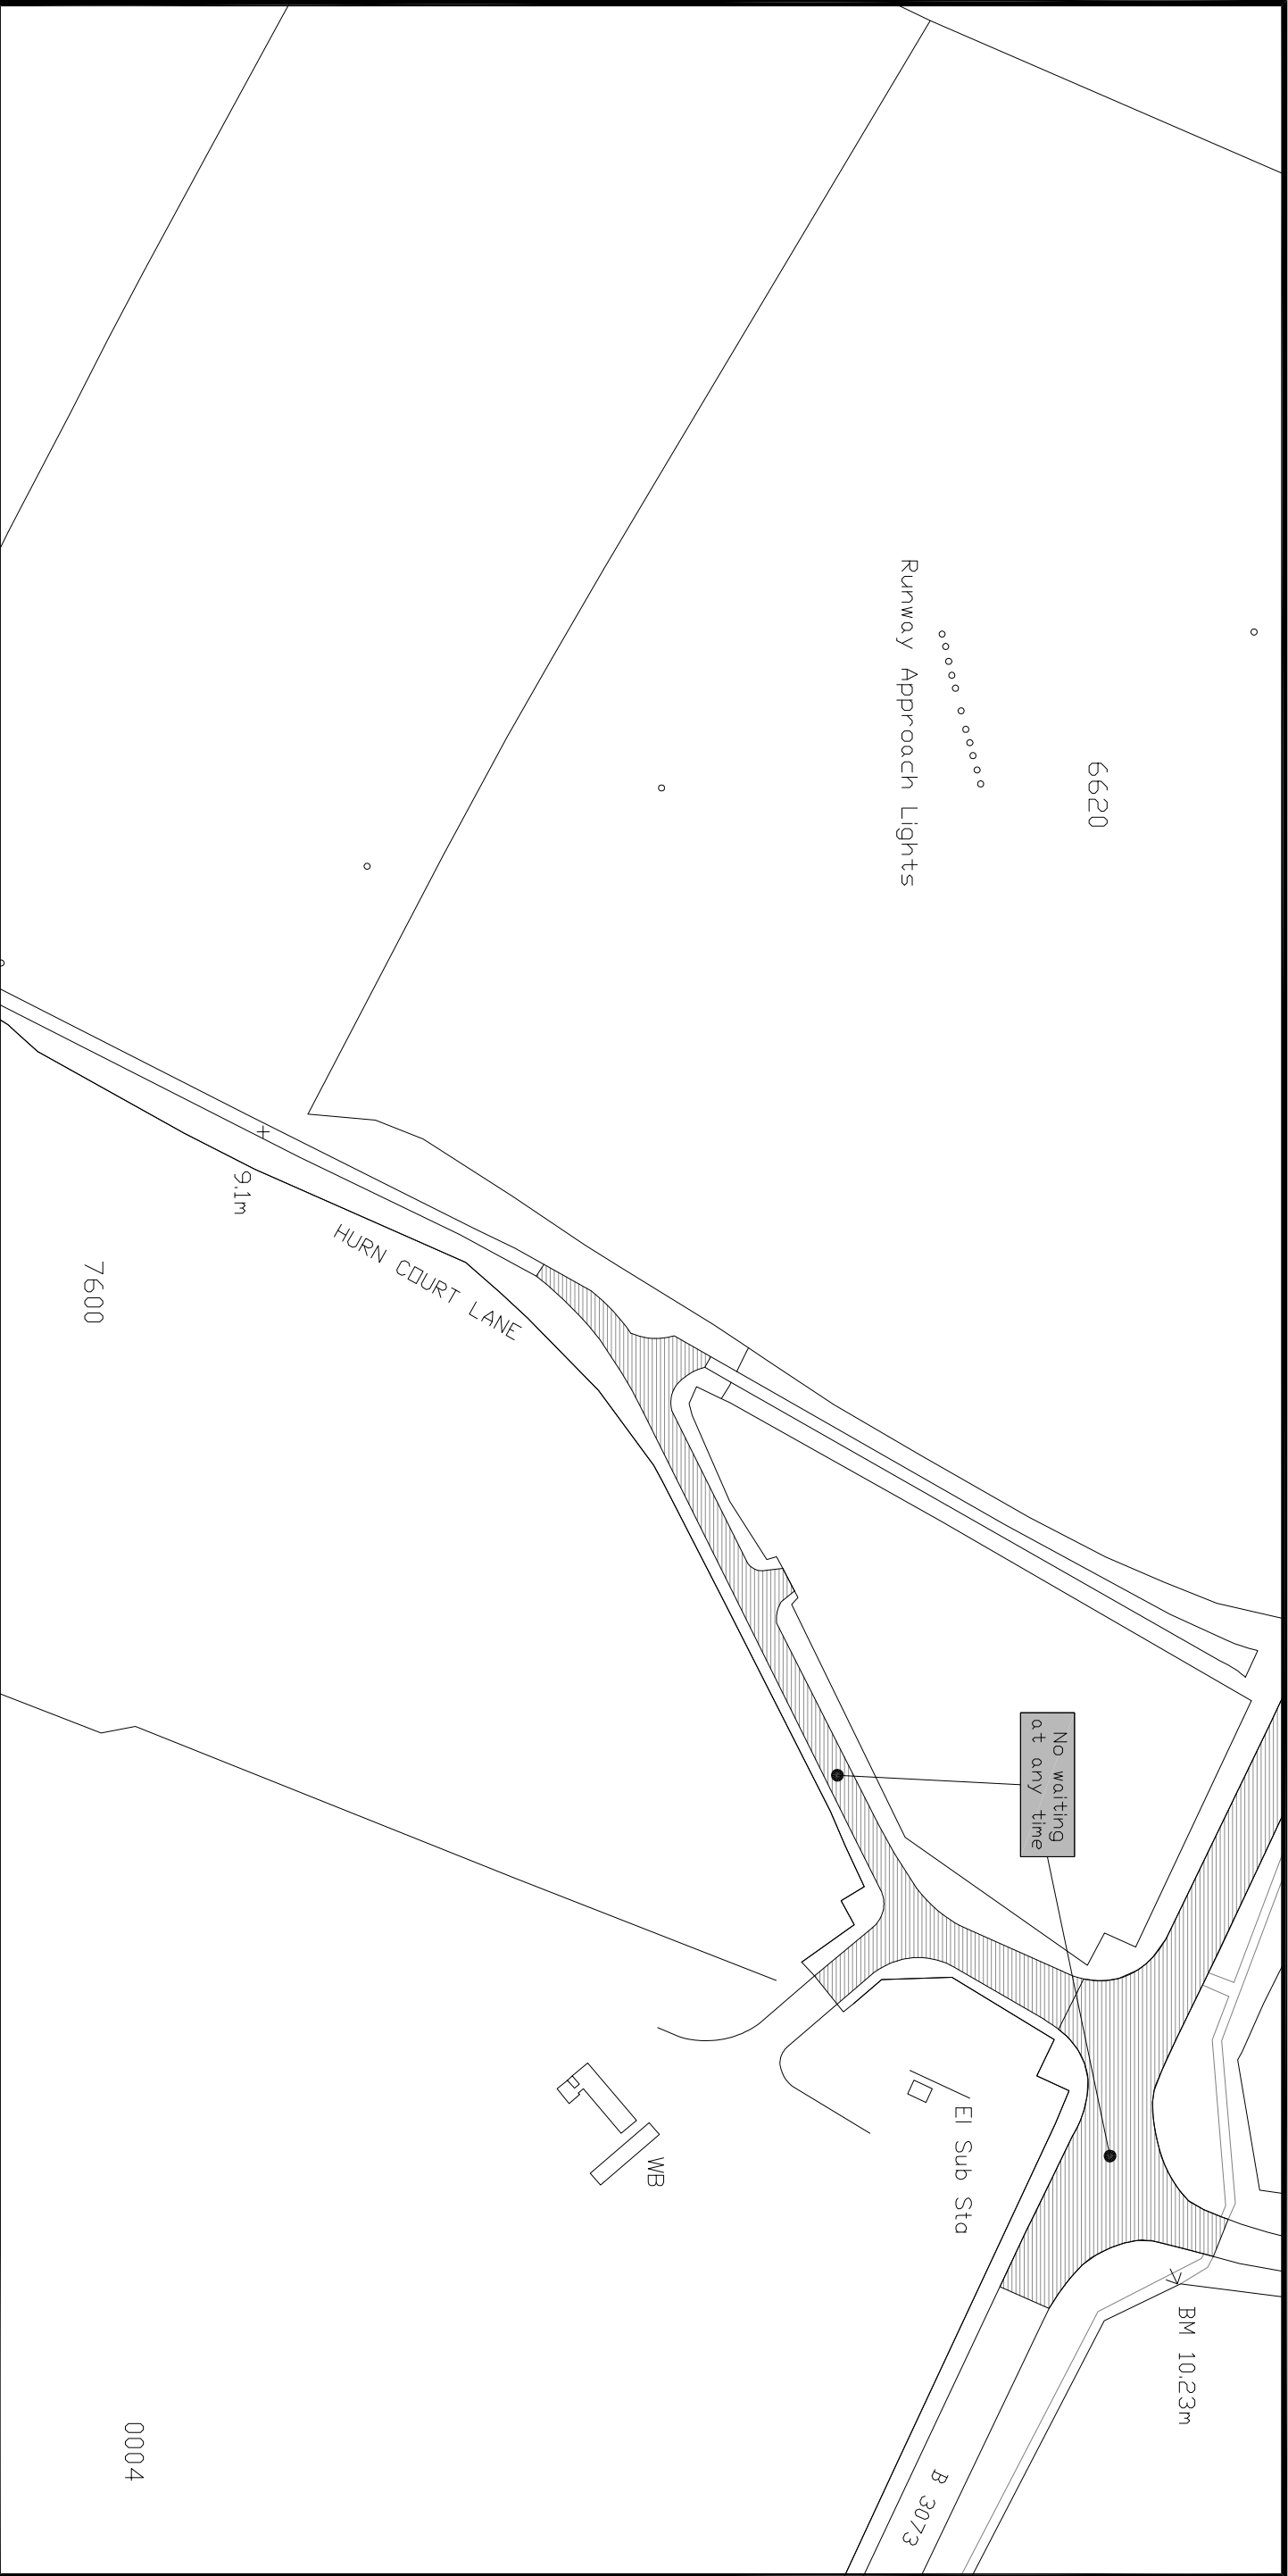 6620
Runway Approach Lights
9.1m
HURN COURT LANE
7600
No waiting
at any time
El Sub Sta
WB
BM 10.23m
B 3073
0004